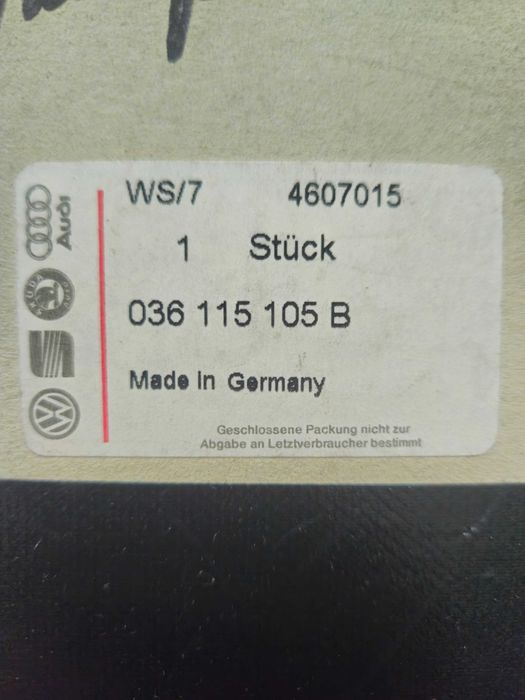 WS/7 4607015
1 Stück
036 115 105 B
Made In Germany
Geschlossene Packung nicht zur
Abgabe an Letztverbraucher bestimmt
Audi
SKODA